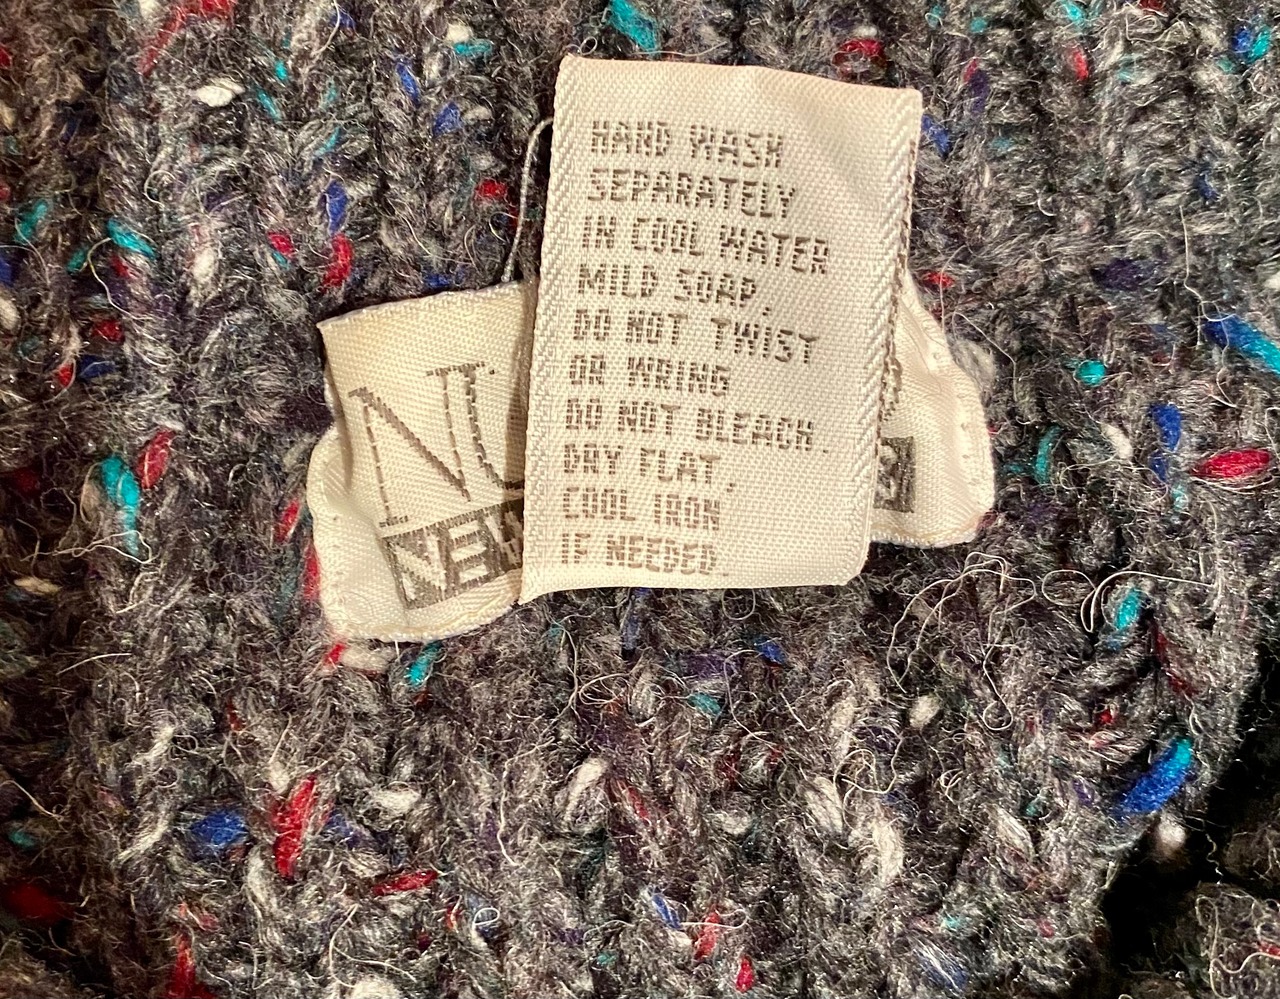 HAND WASH
SEPARATELY
IN COOL WATER
MILD SOAP.
DO NOT TWIST
OR WRING
DO NOT BLEACH.
DRY FLAT,
COOL IRON
IF NEEDED.
NEW